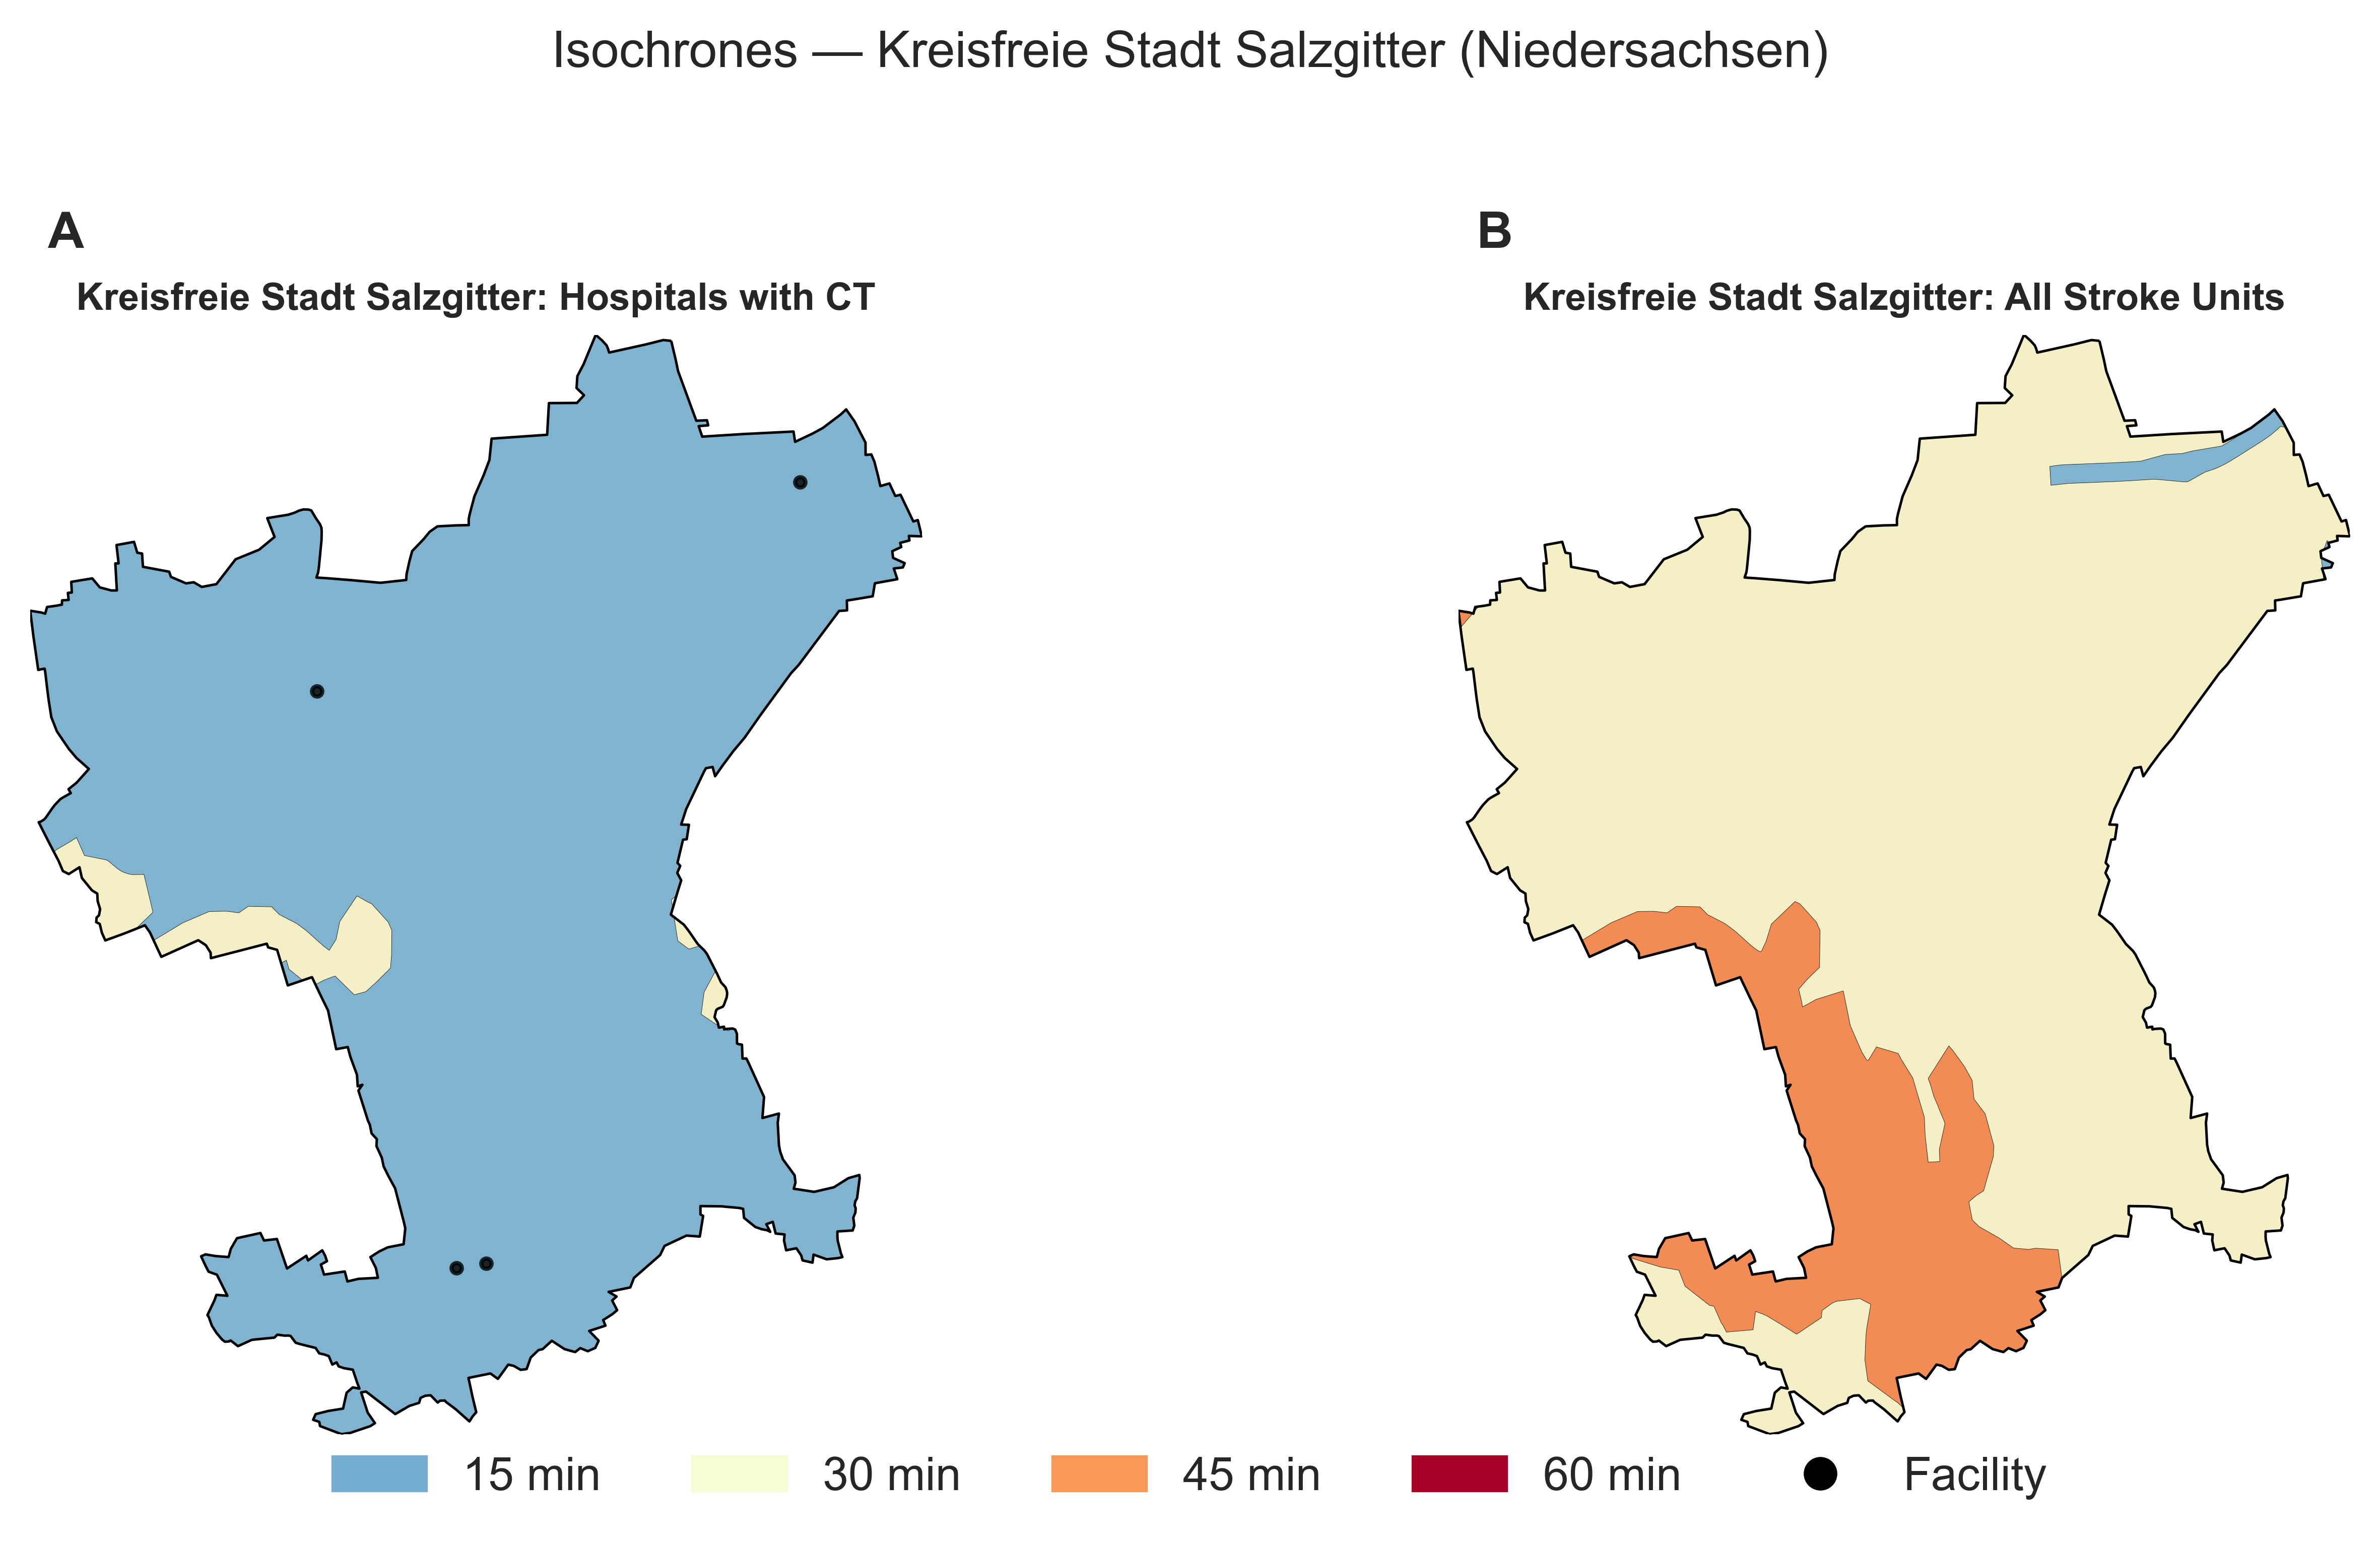 Isochrones — Kreisfreie Stadt Salzgitter (Niedersachsen)
A
Kreisfreie Stadt Salzgitter: Hospitals with CT
B
Kreisfreie Stadt Salzgitter: All Stroke Units
15 min
30 min
45 min
60 min
Facility